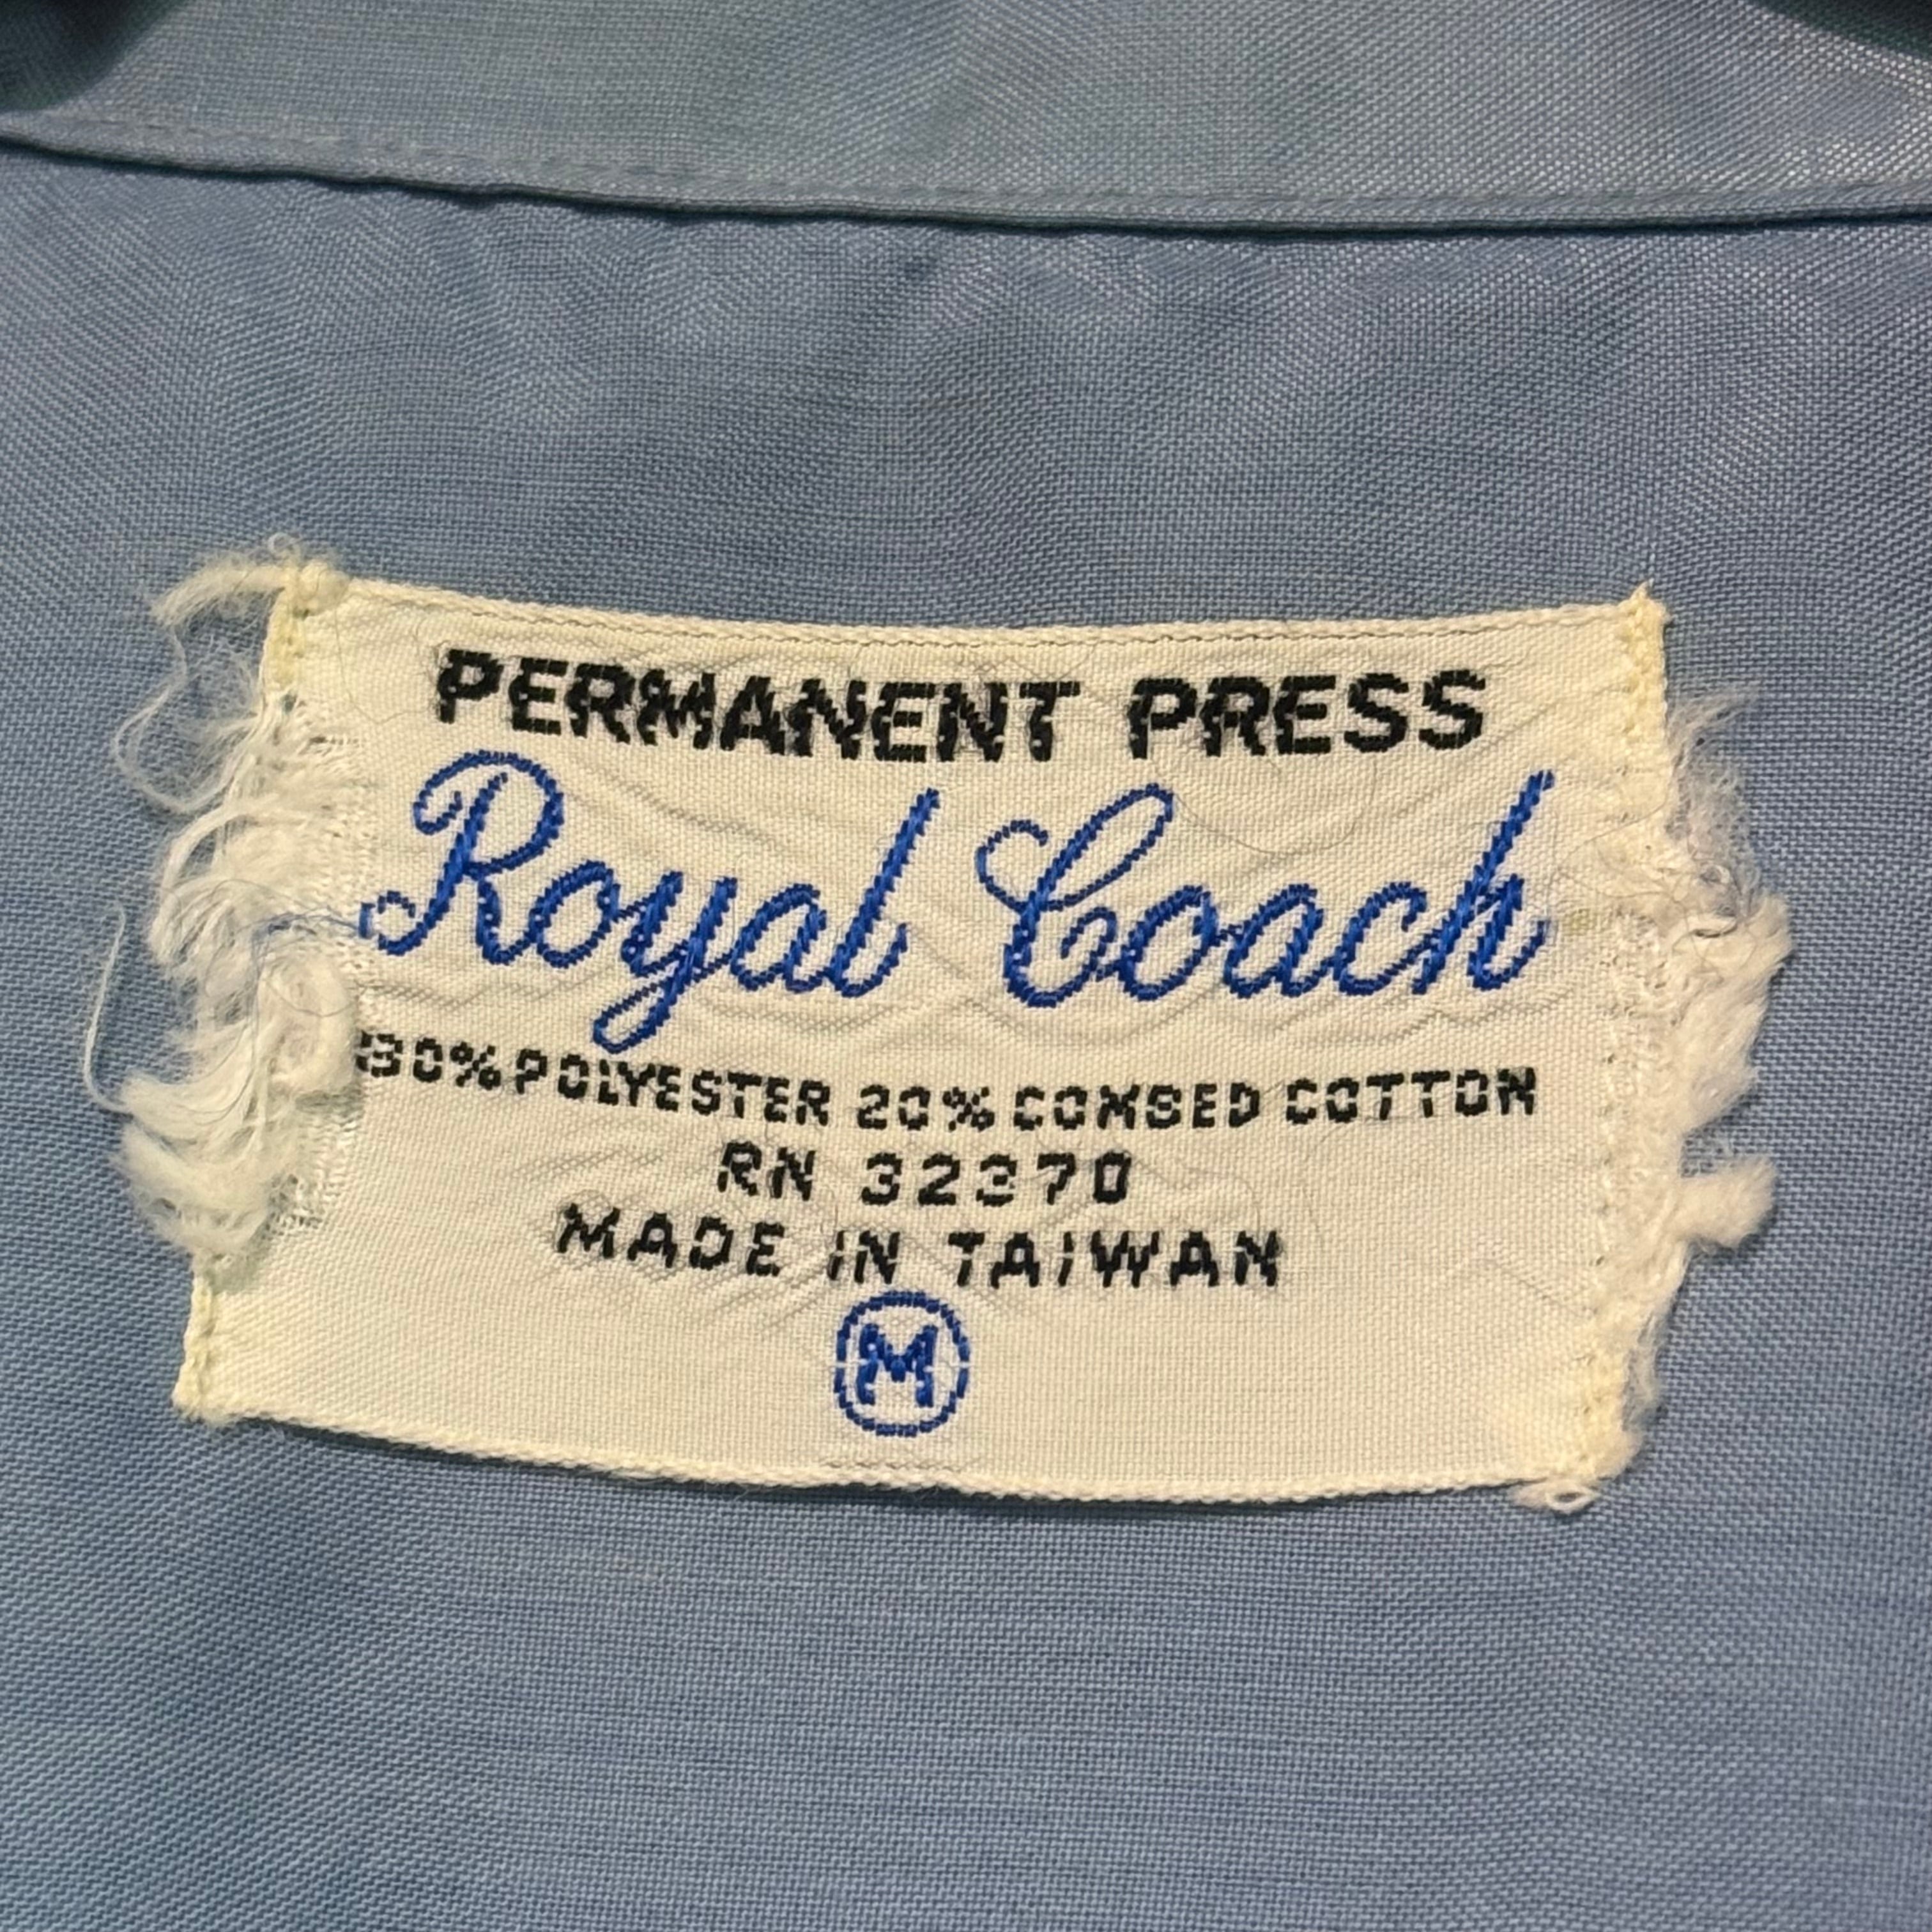 PERMANENT PRESS
Royal Coach
80% POLYESTER 20% COMBED COTTON
RN 32370
MADE IN TAIWAN
M